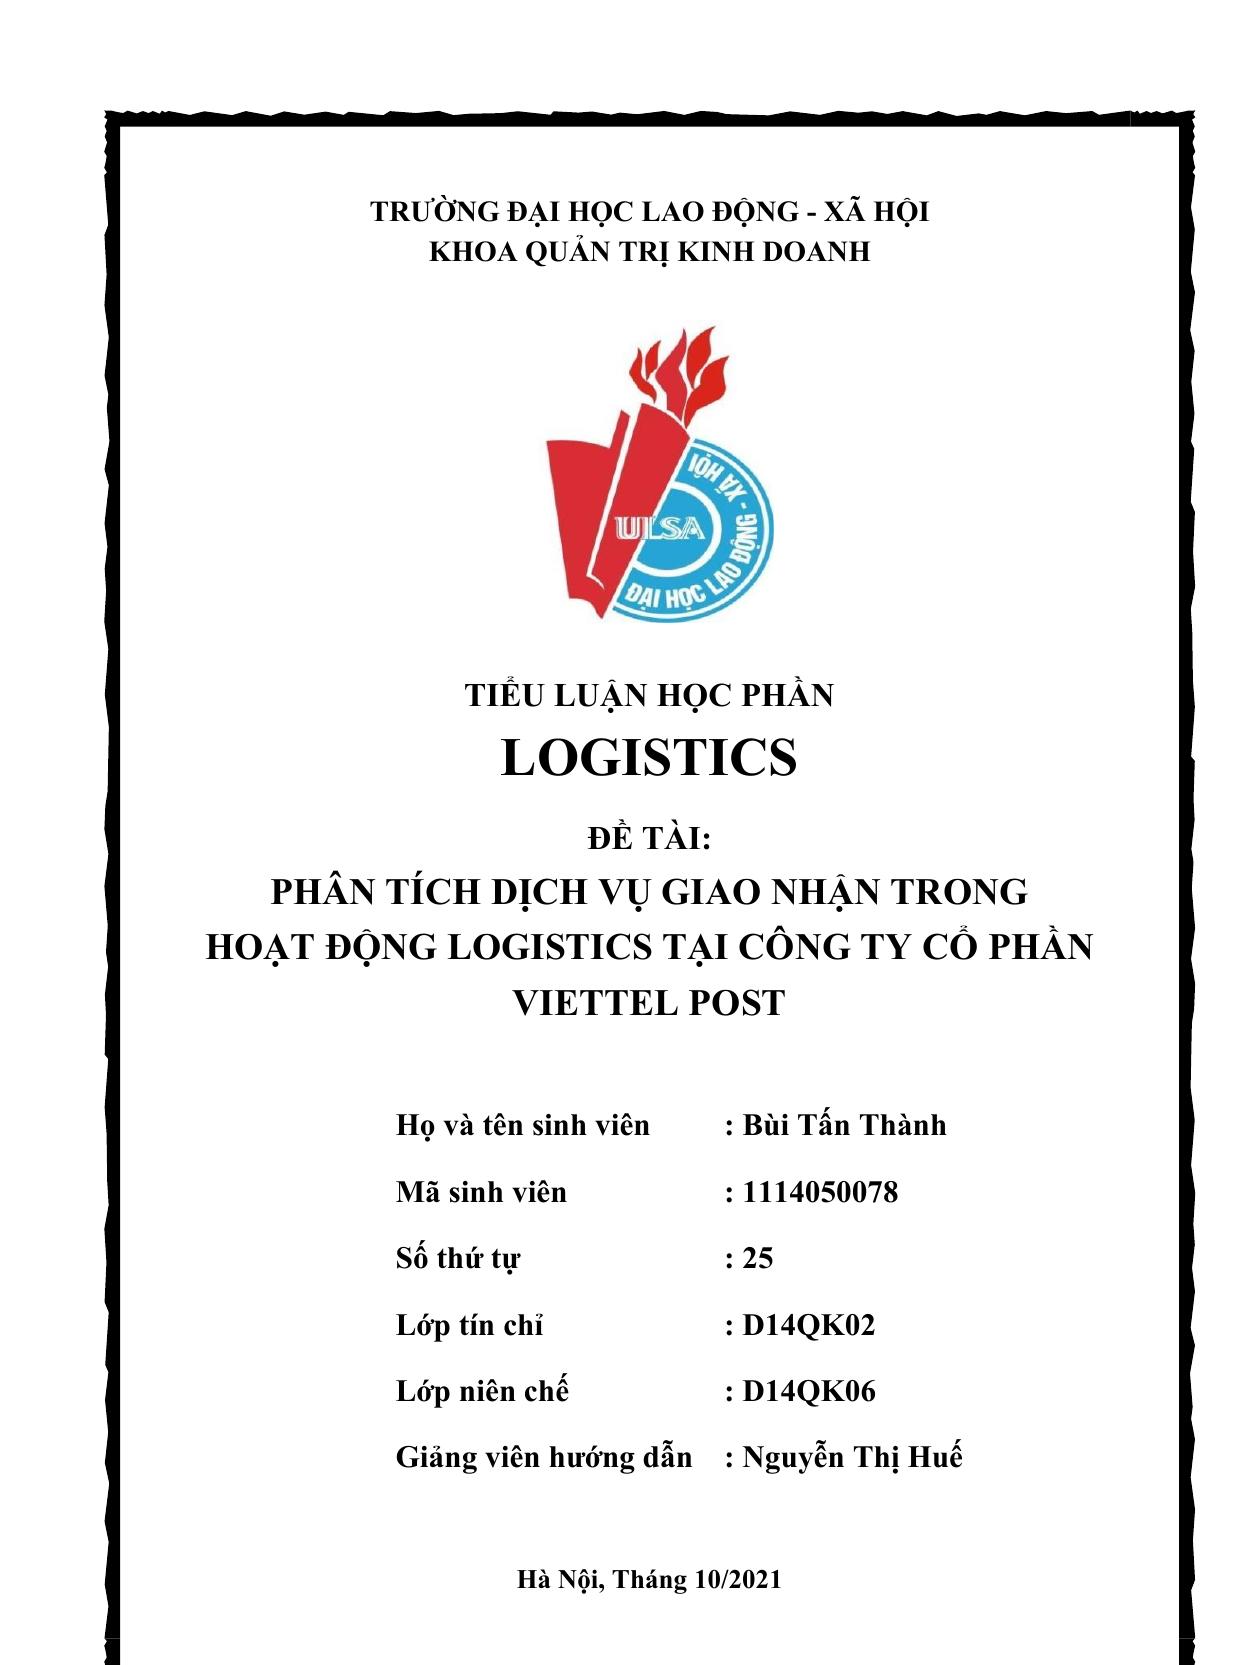 TRƯỜNG ĐẠI HỌC LAO ĐỘNG - XÃ HỘI
KHOA QUẢN TRỊ KINH DOANH
ULSA
ĐẠI HỌC LAO ĐỘNG - XÃ HỘI
TIỂU LUẬN HỌC PHẦN
LOGISTICS
ĐỀ TÀI:
PHÂN TÍCH DỊCH VỤ GIAO NHẬN TRONG
HOẠT ĐỘNG LOGISTICS TẠI CÔNG TY CỔ PHẦN
VIETTEL POST
Họ và tên sinh viên : Bùi Tấn Thành
Mã sinh viên : 1114050078
Số thứ tự : 25
Lớp tín chỉ : D14QK02
Lớp niên chế : D14QK06
Giảng viên hướng dẫn : Nguyễn Thị Huế
Hà Nội, Tháng 10/2021